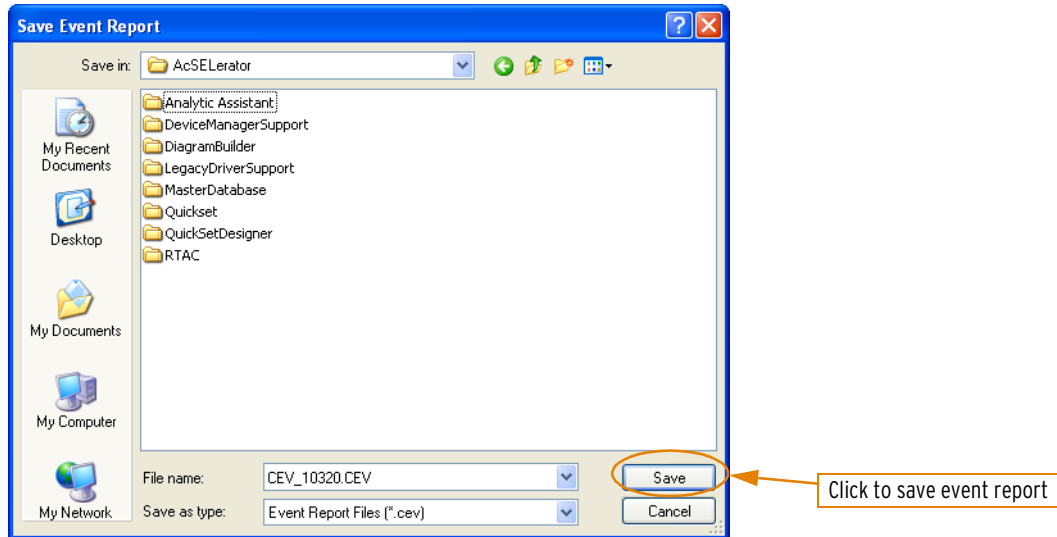 Save Event Report
Save in:
AcSELerator
My Recent
Documents
Desktop
My Documents
My Computer
My Network
Analytic Assistant
DeviceManagerSupport
DiagramBuilder
LegacyDriverSupport
MasterDatabase
Quickset
QuickSetDesigner
RTAC
File name:
CEV_10320.CEV
Save
Save as type:
Event Report Files (*.cev)
Cancel
Click to save event report